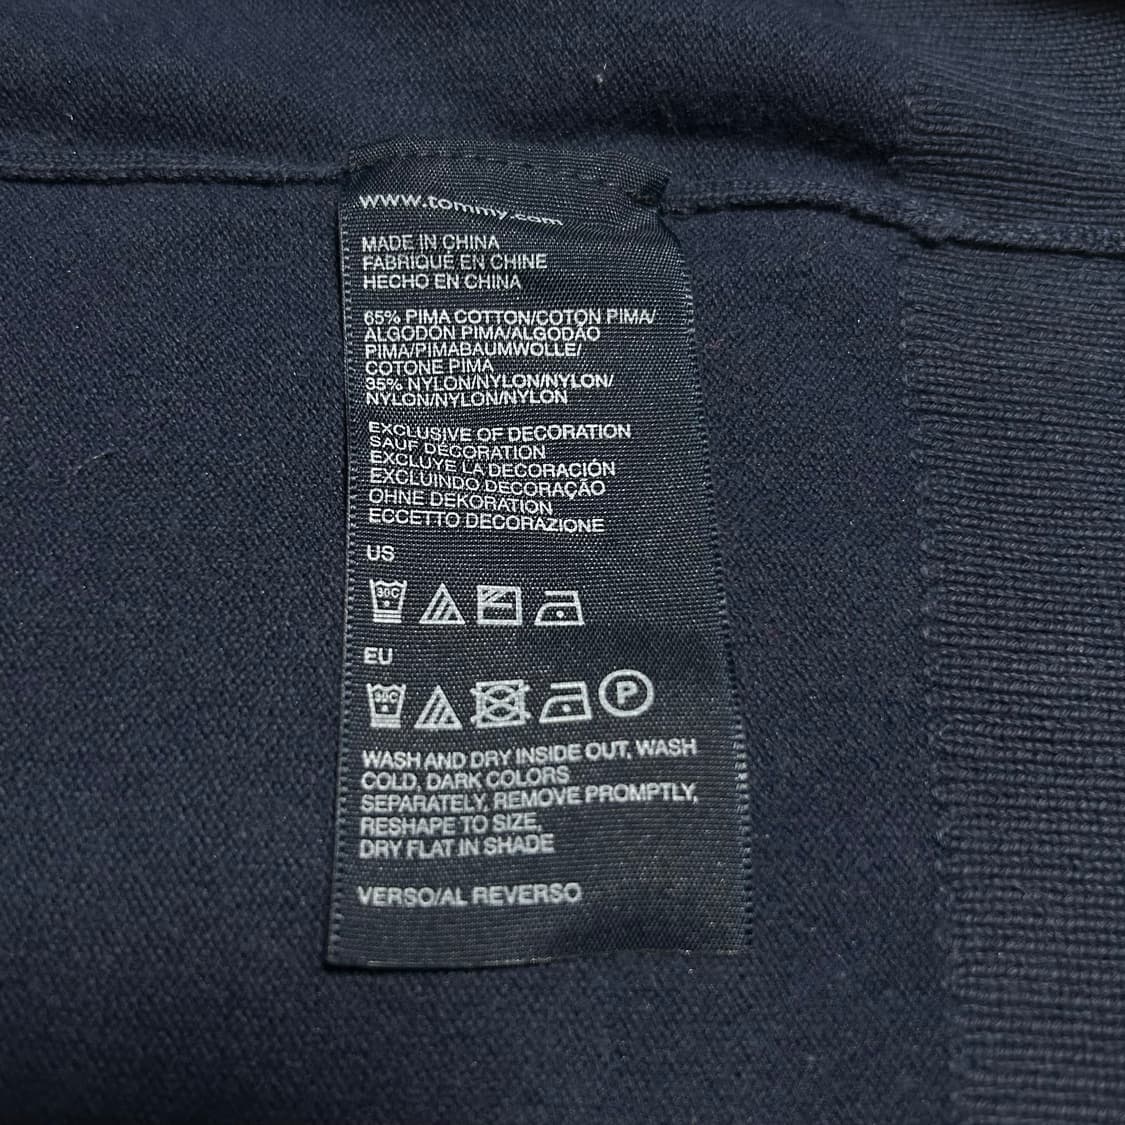 www.tommy.com
MADE IN CHINA
FABRIQUÉ EN CHINE
HECHO EN CHINA
65% PIMA COTTON/COTON PIMA/
ALGODÓN PIMA/ALGODÃO
PIMA/PIMABAUMWOLLE/
COTONE PIMA
35% NYLON/NYLON/NYLON/
NYLON/NYLON/NYLON
EXCLUSIVE OF DECORATION
SAUF DÉCORATION
EXCLUYE LA DECORACIÓN
EXCLUINDO DECORAÇÃO
OHNE DEKORATION
ECCETTO DECORAZIONE
US
30C
EU
30C P
WASH AND DRY INSIDE OUT, WASH
COLD, DARK COLORS
SEPARATELY, REMOVE PROMPTLY,
RESHAPE TO SIZE,
DRY FLAT IN SHADE
VERSO/AL REVERSO